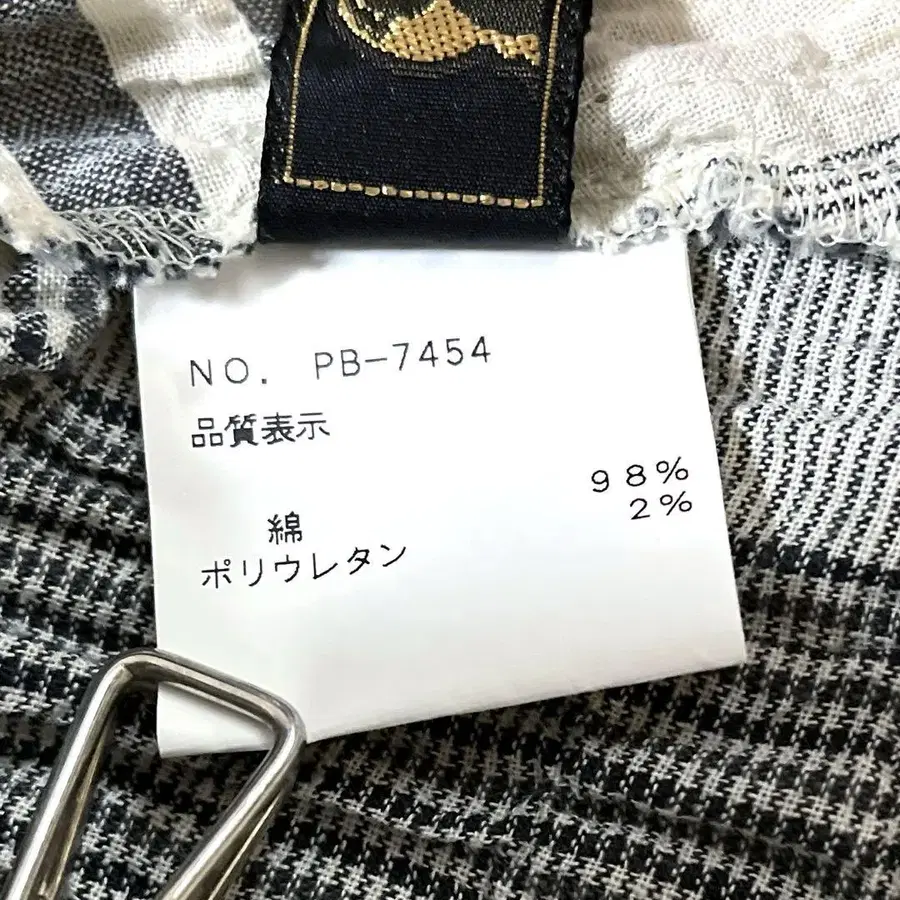 NO. PB-7454
品質表示
98%
綿
2%
ポリウレタン